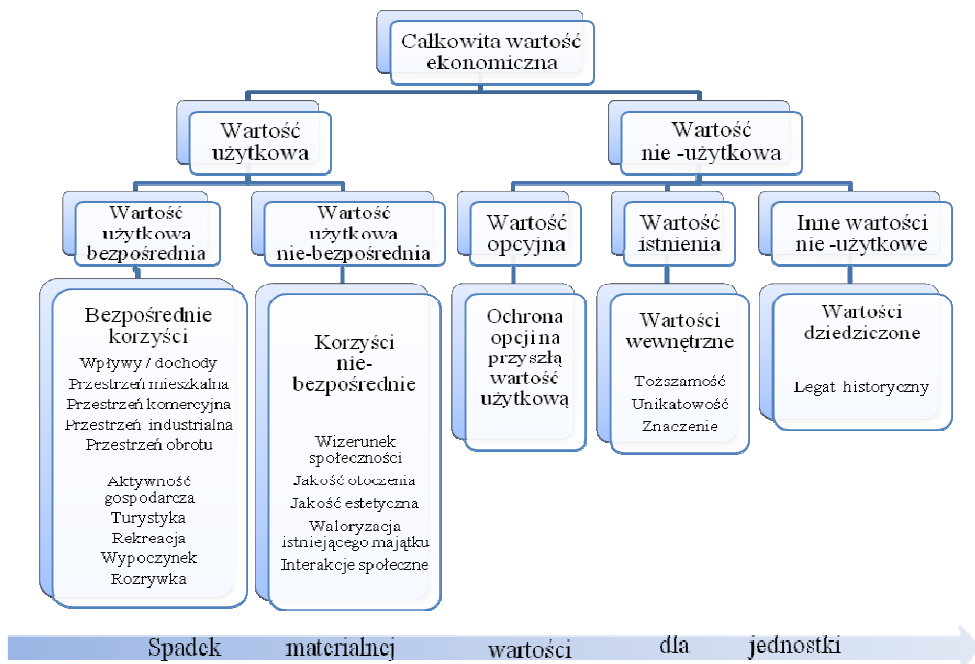 Całkowita wartość
ekonomiczna
Wartość
użytkowa
Wartość
nie -użytkowa
Wartość
użytkowa
bezpośrednia
Wartość
użytkowa
nie-bezpośrednia
Wartość
opcyjna
Wartość
istnienia
Inne wartości
nie -użytkowe
Bezpośrednie
korzyści
Wpływy / dochody
Przestrzeń mieszkalna
Przestrzeń komercyjna
Przestrzeń industrialna
Przestrzeń obrotu
Aktywność
gospodarcza
Turystyka
Rekreacja
Wypoczynek
Rozrywka
Korzyści
nie-
bezpośrednie
Wizerunek
społeczności
Jakość otoczenia
Jakość estetyczna
Waloryzacja
istniejącego majątku
Interakcje społeczne
Ochrona
opcji na
przyszłą
wartość
użytkową
Wartości
wewnętrzne
Toższamość
Unikatowość
Znaczenie
Wartości
dziedziczone
Legat historyczny
Spadek materialnej wartości dla jednostki